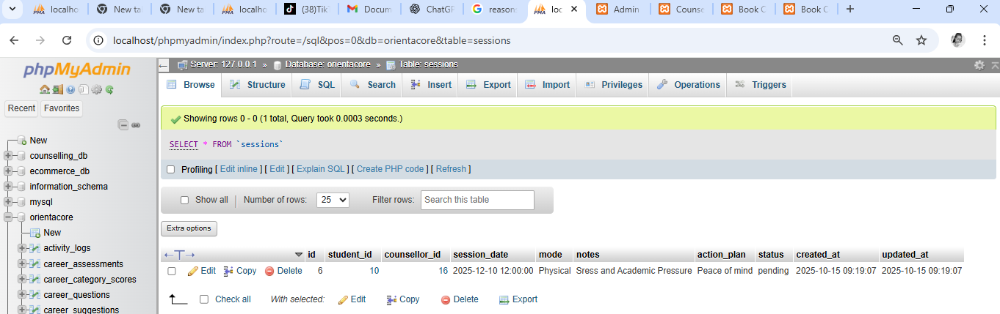 localho
New tal
New tal
localho
(38)Tik
Docum
ChatGF
reason
loc
Admin
Counse
Book C
Book C
localhost/phpmyadmin/index.php?route=/sql&pos=0&db=orientacore&table=sessions
phpMyAdmin
Recent Favorites
New
counselling_db
ecommerce_db
information_schema
mysql
orientacore
New
activity_logs
career_assessments
career_category_scores
career_questions
career_suggestions
Server: 127.0.0.1 » Database: orientacore » Table: sessions
Browse Structure SQL Search Insert Export Import Privileges Operations Triggers
Showing rows 0 - 0 (1 total, Query took 0.0003 seconds.)
SELECT * FROM `sessions`
Profiling [ Edit inline ] [ Edit ] [ Explain SQL ] [ Create PHP code ] [ Refresh ]
Show all Number of rows: 25 Filter rows: Search this table
Extra options
id student_id counsellor_id session_date mode notes action_plan status created_at updated_at
Edit Copy Delete 6 10 16 2025-12-10 12:00:00 Physical Sress and Academic Pressure Peace of mind pending 2025-10-15 09:19:07 2025-10-15 09:19:07
Check all With selected: Edit Copy Delete Export